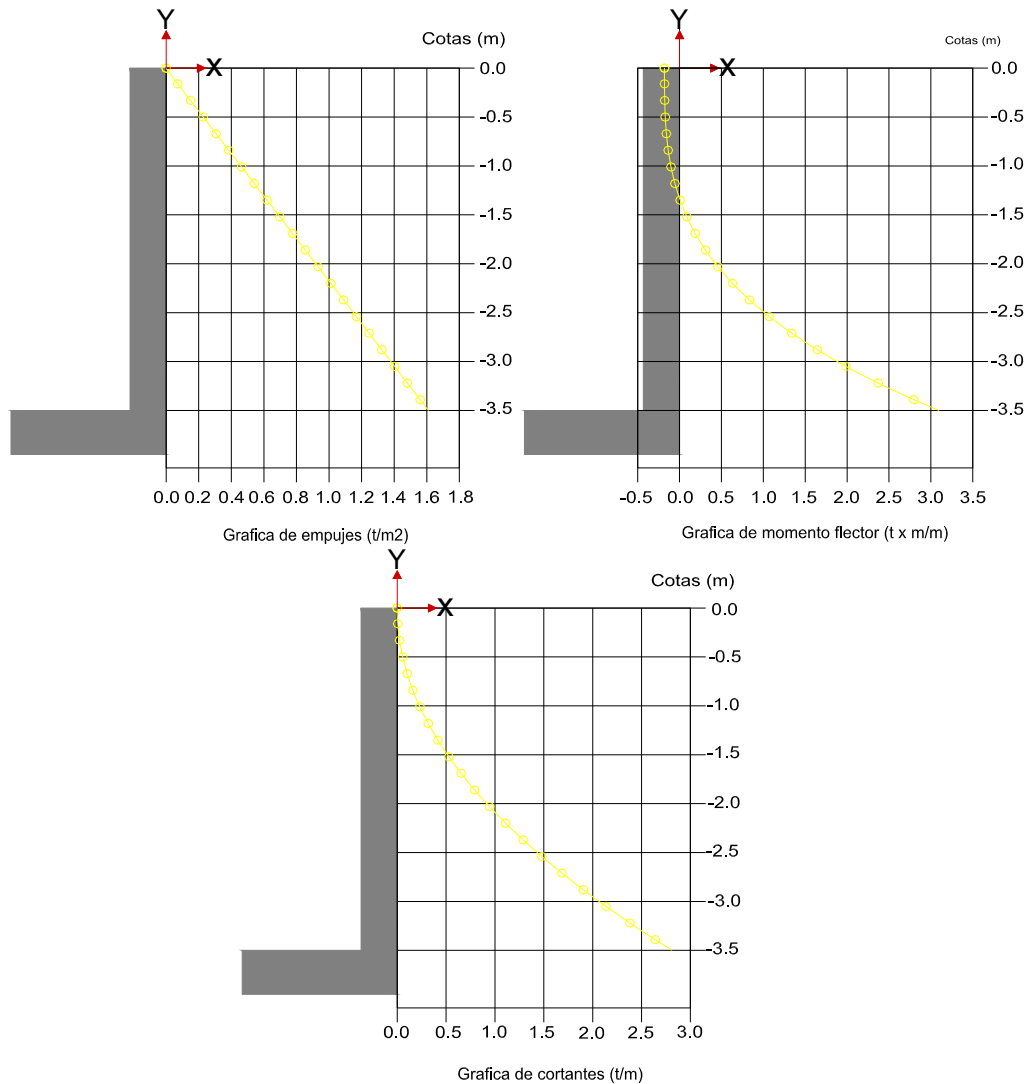 Y
Cotas (m)
X
0.0
-0.5
-1.0
-1.5
-2.0
-2.5
-3.0
-3.5
0.0 0.2 0.4 0.6 0.8 1.0 1.2 1.4 1.6 1.8
Grafica de empujes (t/m2)
Y
Cotas (m)
X
0.0
-0.5
-1.0
-1.5
-2.0
-2.5
-3.0
-3.5
-0.5 0.0 0.5 1.0 1.5 2.0 2.5 3.0 3.5
Grafica de momento flector (t x m/m)
Y
Cotas (m)
X
0.0
-0.5
-1.0
-1.5
-2.0
-2.5
-3.0
-3.5
0.0 0.5 1.0 1.5 2.0 2.5 3.0
Grafica de cortantes (t/m)